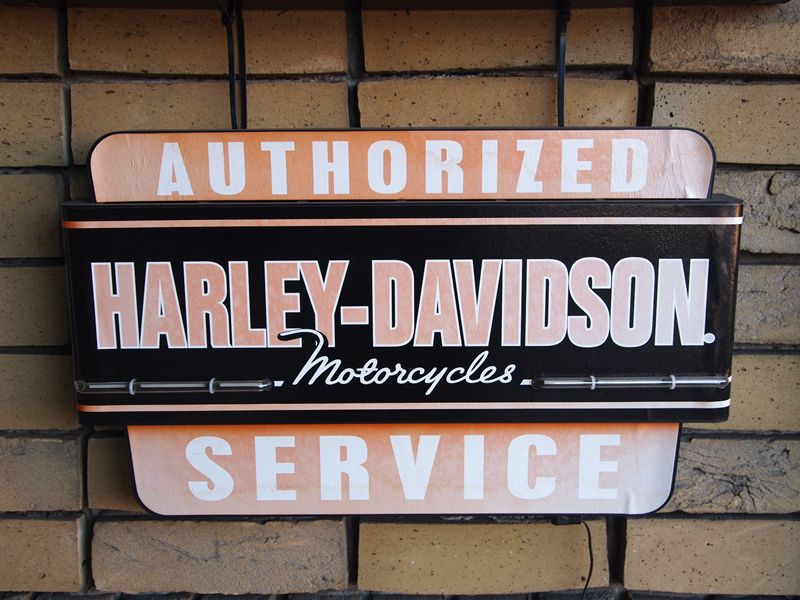 AUTHORIZED
HARLEY-DAVIDSON.
Motorcycles
SERVICE